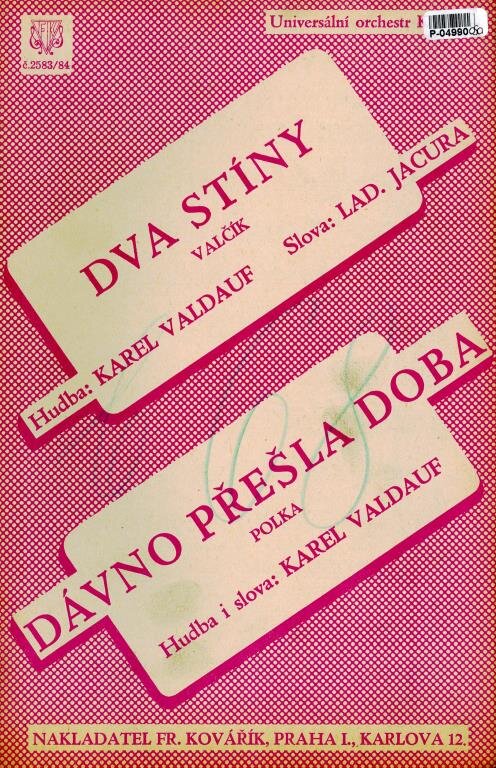 Universální orchestr
P-04990
č.2583/84
DVA STÍNY
VALČÍK
Slova: LAD. JACURA
Hudba: KAREL VALDAUF
DÁVNO PŘEŠLA DOBA
POLKA
Hudba i slova: KAREL VALDAUF
NAKLADATEL FR. KOVÁŘÍK, PRAHA I., KARLOVA 12.